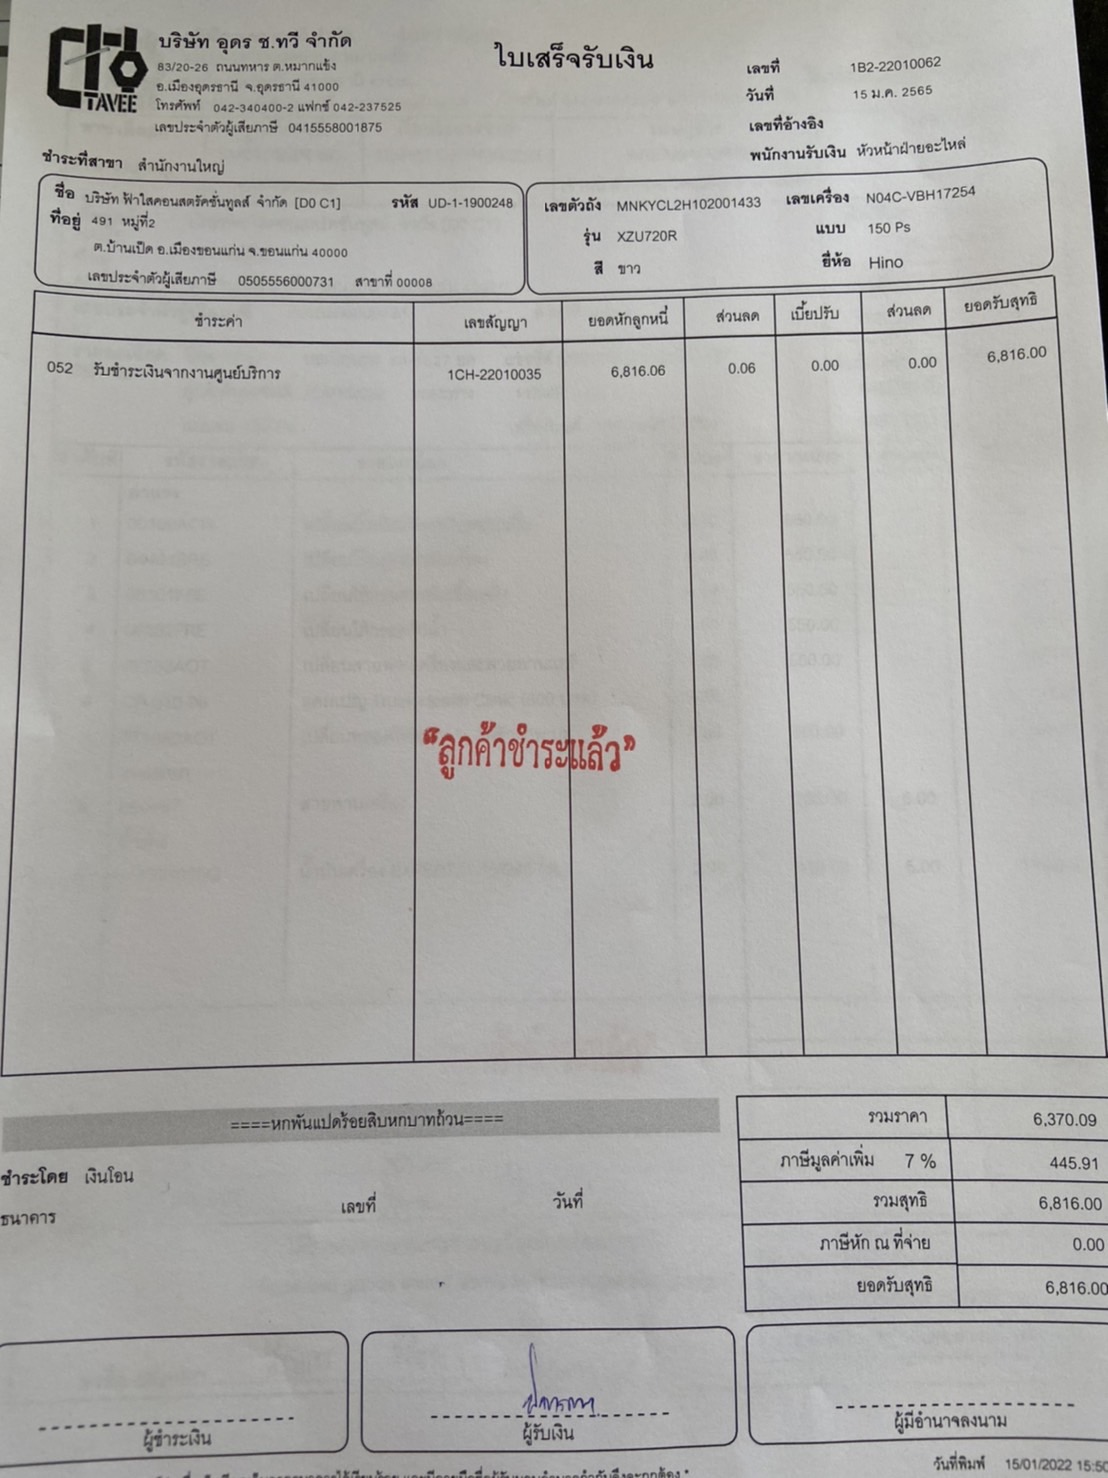 บริษัท อุดร ช.ทวี จำกัด
83/20-26 ถนนทหาร ต.หมากแข้ง
อ.เมืองอุดรธานี จ.อุดรธานี 41000
โทรศัพท์ 042-340400-2 แฟกซ์ 042-237525
เลขประจำตัวผู้เสียภาษี 0415558001875
TAVEE
ใบเสร็จรับเงิน
เลขที่ 1B2-22010062
วันที่ 15 ม.ค. 2565
เลขที่อ้างอิง
พนักงานรับเงิน หัวหน้าฝ่ายอะไหล่
ชำระที่สาขา สำนักงานใหญ่
ชื่อ บริษัท ฟ้าใสคอนสตรัคชั่นทูลส์ จำกัด [D0 C1] รหัส UD-1-1900248
ที่อยู่ 491 หมู่ที่2
ต.บ้านเป็ด อ.เมืองขอนแก่น จ.ขอนแก่น 40000
เลขประจำตัวผู้เสียภาษี 0505556000731 สาขาที่ 00008
เลขตัวถัง MNKYCL2H102001433 เลขเครื่อง N04C-VBH17254
รุ่น XZU720R แบบ 150 Ps
สี ขาว ยี่ห้อ Hino
ชำระค่า เลขสัญญา ยอดหักลูกหนี้ ส่วนลด เบี้ยปรับ ส่วนลด ยอดรับสุทธิ
052 รับชำระเงินจากงานศูนย์บริการ 1CH-22010035 6,816.06 0.06 0.00 0.00 6,816.00
"ลูกค้าชำระแล้ว"
====หกพันแปดร้อยสิบหกบาทถ้วน====
รวมราคา 6,370.09
ภาษีมูลค่าเพิ่ม 7 % 445.91
รวมสุทธิ 6,816.00
ภาษีหัก ณ ที่จ่าย 0.00
ยอดรับสุทธิ 6,816.00
ชำระโดย เงินโอน
ธนาคาร เลขที่ วันที่
ผู้ชำระเงิน
ผู้รับเงิน
ผู้มีอำนาจลงนาม
วันที่พิมพ์ 15/01/2022 15:50